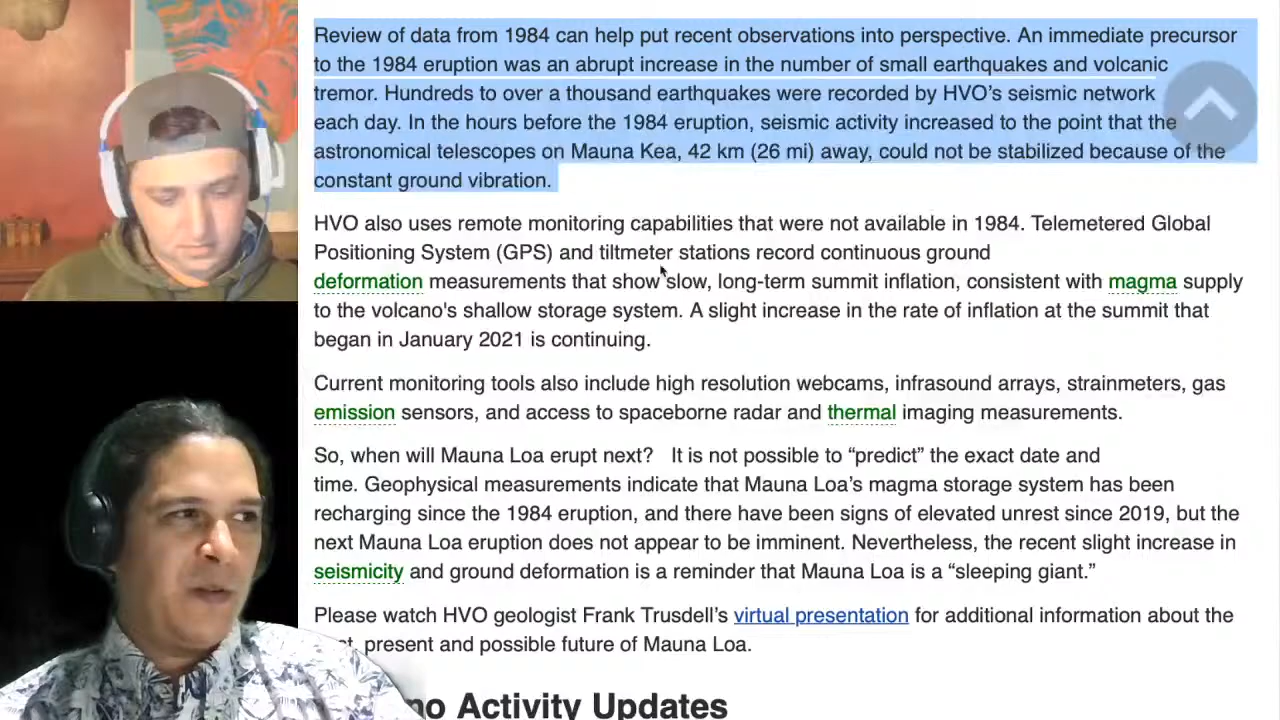 Review of data from 1984 can help put recent observations into perspective. An immediate precursor
to the 1984 eruption was an abrupt increase in the number of small earthquakes and volcanic
tremor. Hundreds to over a thousand earthquakes were recorded by HVO’s seismic network
each day. In the hours before the 1984 eruption, seismic activity increased to the point that the
astronomical telescopes on Mauna Kea, 42 km (26 mi) away, could not be stabilized because of the
constant ground vibration.
HVO also uses remote monitoring capabilities that were not available in 1984. Telemetered Global
Positioning System (GPS) and tiltmeter stations record continuous ground
deformation measurements that show slow, long-term summit inflation, consistent with magma supply
to the volcano's shallow storage system. A slight increase in the rate of inflation at the summit that
began in January 2021 is continuing.
Current monitoring tools also include high resolution webcams, infrasound arrays, strainmeters, gas
emission sensors, and access to spaceborne radar and thermal imaging measurements.
So, when will Mauna Loa erupt next?   It is not possible to “predict” the exact date and
time. Geophysical measurements indicate that Mauna Loa’s magma storage system has been
recharging since the 1984 eruption, and there have been signs of elevated unrest since 2019, but the
next Mauna Loa eruption does not appear to be imminent. Nevertheless, the recent slight increase in
seismicity and ground deformation is a reminder that Mauna Loa is a “sleeping giant.”
Please watch HVO geologist Frank Trusdell’s virtual presentation for additional information about the
present and possible future of Mauna Loa.
Activity Updates